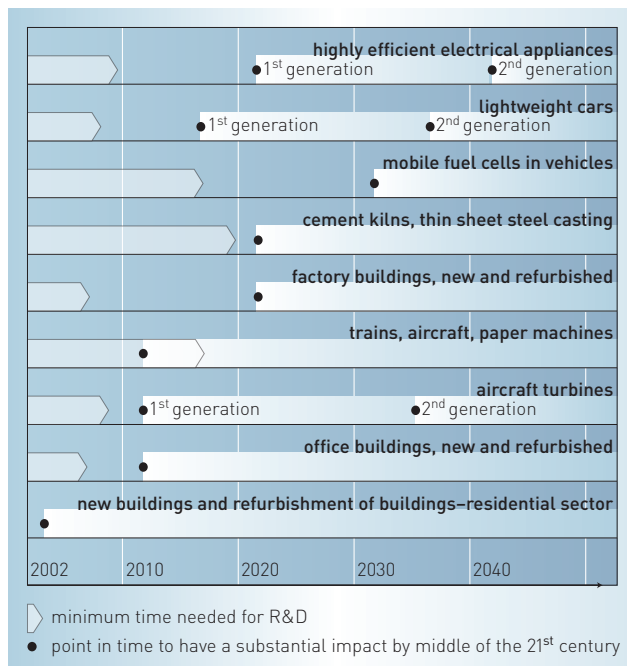 highly efficient electrical appliances
1st generation 2nd generation
lightweight cars
1st generation 2nd generation
mobile fuel cells in vehicles
cement kilns, thin sheet steel casting
factory buildings, new and refurbished
trains, aircraft, paper machines
aircraft turbines
1st generation 2nd generation
office buildings, new and refurbished
new buildings and refurbishment of buildings–residential sector
2002 2010 2020 2030 2040
minimum time needed for R&D
point in time to have a substantial impact by middle of the 21st century